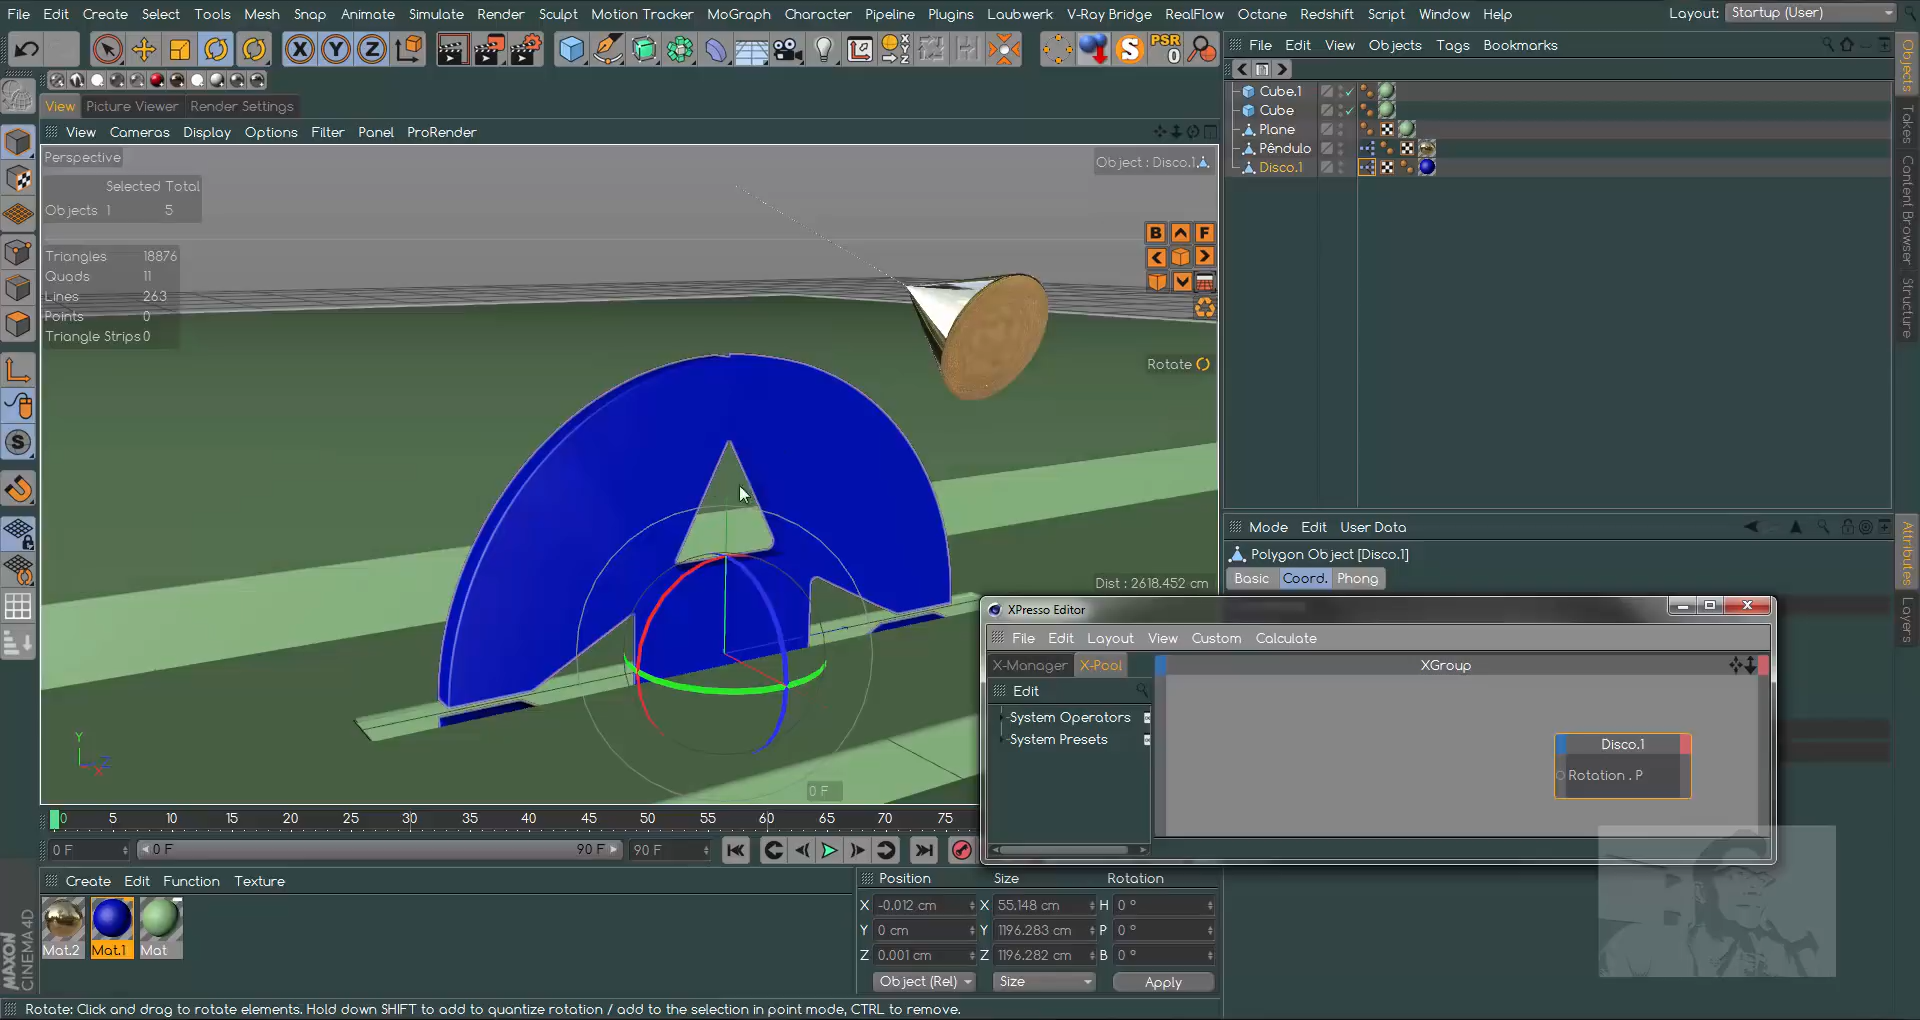 File Edit Create Select Tools Mesh Snap Animate Simulate Render Sculpt Motion Tracker MoGraph Character Pipeline Plugins Laubwerk V-Ray Bridge RealFlow Octane Redshift Script Window Help Layout: Startup (User)
X Y Z S PSR 0
File Edit View Objects Tags Bookmarks
View Picture Viewer Render Settings
View Cameras Display Options Filter Panel ProRender
Perspective
Object : Disco.1
Selected Total
Objects 1 5
Triangles 18876
Quads 11
Lines 263
Points 0
Triangle Strips 0
B F
Rotate
Dist : 2618.452 cm
Y
Z
X
0 F
Cube.1
Cube
Plane
Pêndulo
Disco.1
Objects
Takes
Content Browser
Structure
Mode Edit User Data
Polygon Object [Disco.1]
Basic Coord. Phong
Attributes
Layers
XPresso Editor
File Edit Layout View Custom Calculate
X-Manager X-Pool XGroup
Edit
System Operators
System Presets
Disco.1
Rotation . P
0 5 10 15 20 25 30 35 40 45 50 55 60 65 70 75
0 F 0 F 90 F 90 F
Create Edit Function Texture
Mat.2 Mat.1 Mat
Position Size Rotation
X -0.012 cm X 55.148 cm H 0 °
Y 0 cm Y 1196.283 cm P 0 °
Z 0.001 cm Z 1196.282 cm B 0 °
Object (Rel) Size Apply
MAXON
CINEMA 4D
Rotate: Click and drag to rotate elements. Hold down SHIFT to add to quantize rotation / add to the selection in point mode, CTRL to remove.